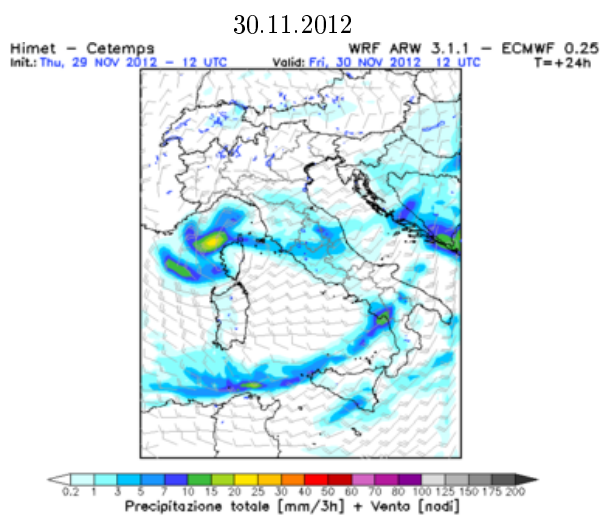 30.11.2012
Himet – Cetemps WRF ARW 3.1.1 – ECMWF 0.25
Init.: Thu, 29 NOV 2012 – 12 UTC Valid: Fri, 30 NOV 2012 12 UTC T=+24h
0.2 1 3 5 7 10 15 20 25 30 40 50 60 70 80 90 100 125 150 175 200
Precipitazione totale [mm/3h] + Vento [nodi]